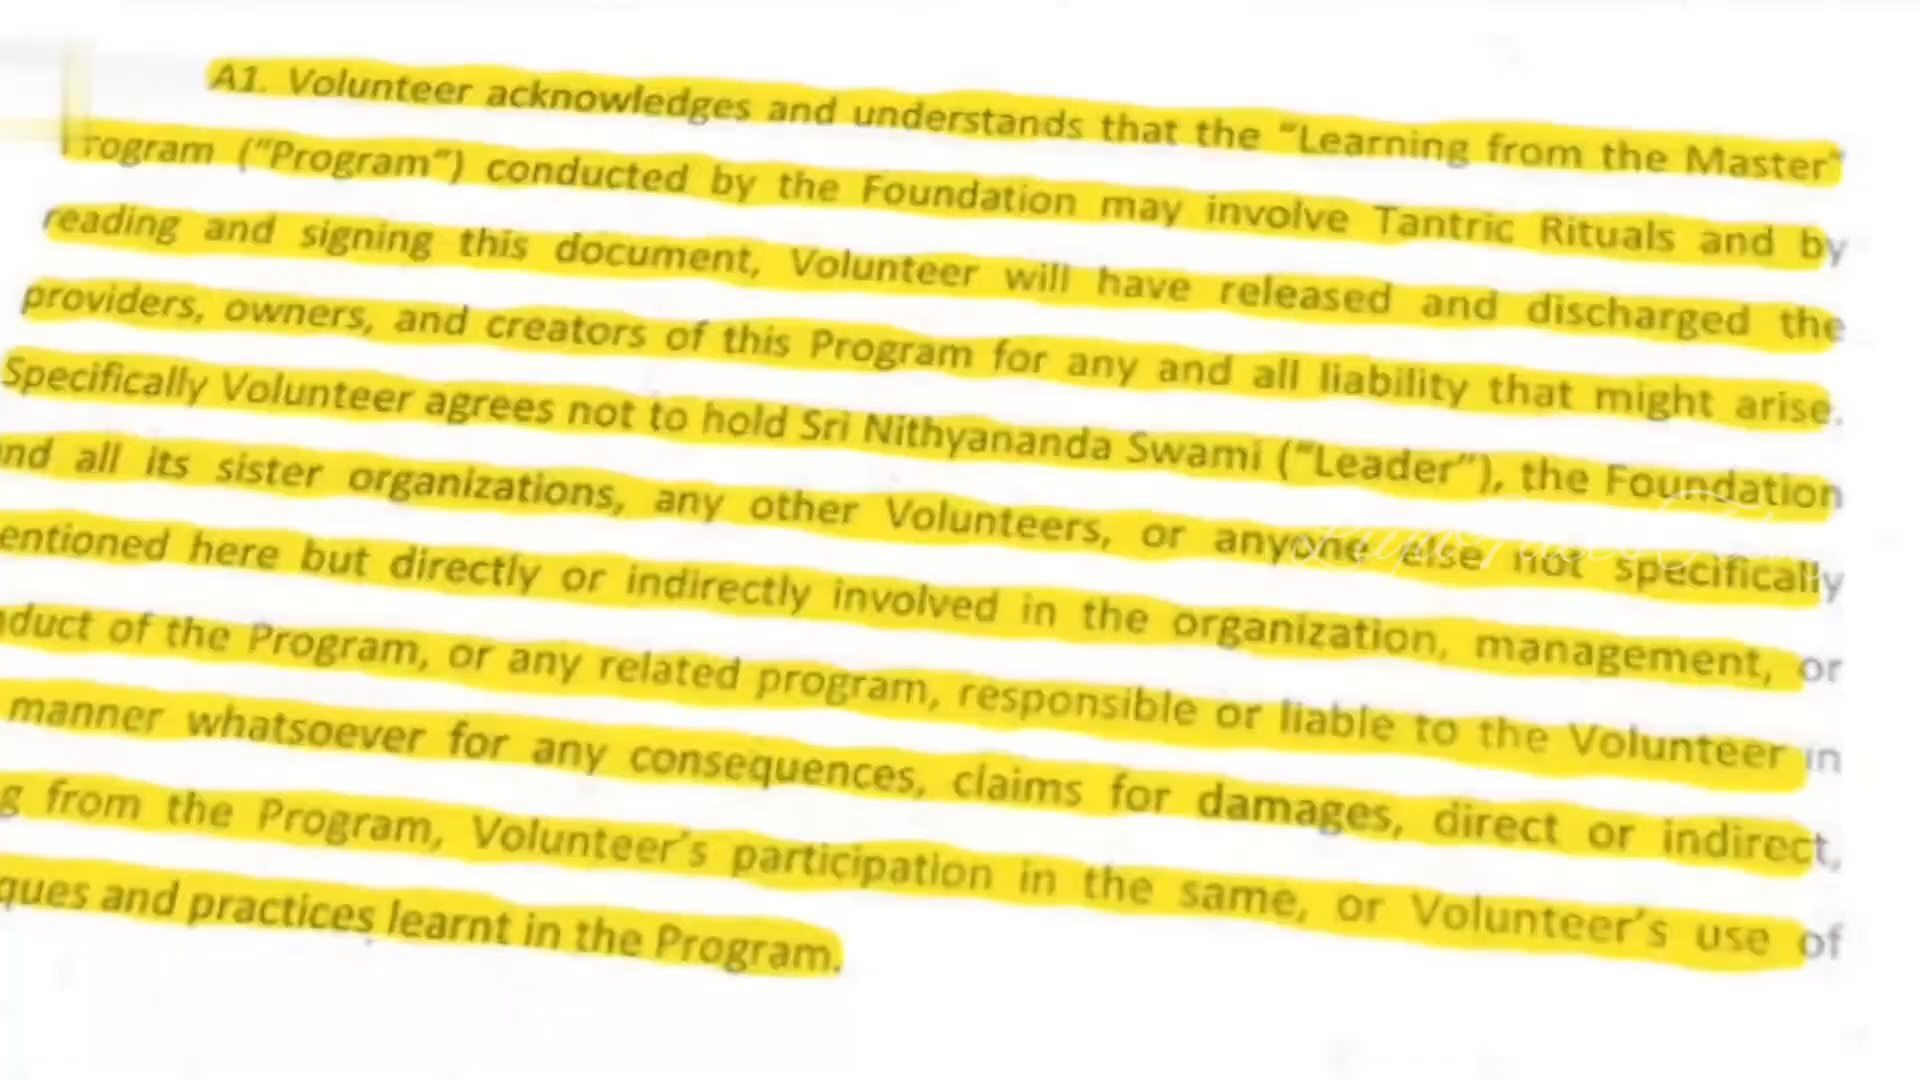 A1. Volunteer acknowledges and understands that the “Learning from the Master”
rogram (“Program”) conducted by the Foundation may involve Tantric Rituals and by
reading and signing this document, Volunteer will have released and discharged the
providers, owners, and creators of this Program for any and all liability that might arise.
Specifically Volunteer agrees not to hold Sri Nithyananda Swami (“Leader”), the Foundation
nd all its sister organizations, any other Volunteers, or anyone else not specifically
entioned here but directly or indirectly involved in the organization, management, or
nduct of the Program, or any related program, responsible or liable to the Volunteer in
manner whatsoever for any consequences, claims for damages, direct or indirect,
g from the Program, Volunteer’s participation in the same, or Volunteer’s use of
ques and practices learnt in the Program.